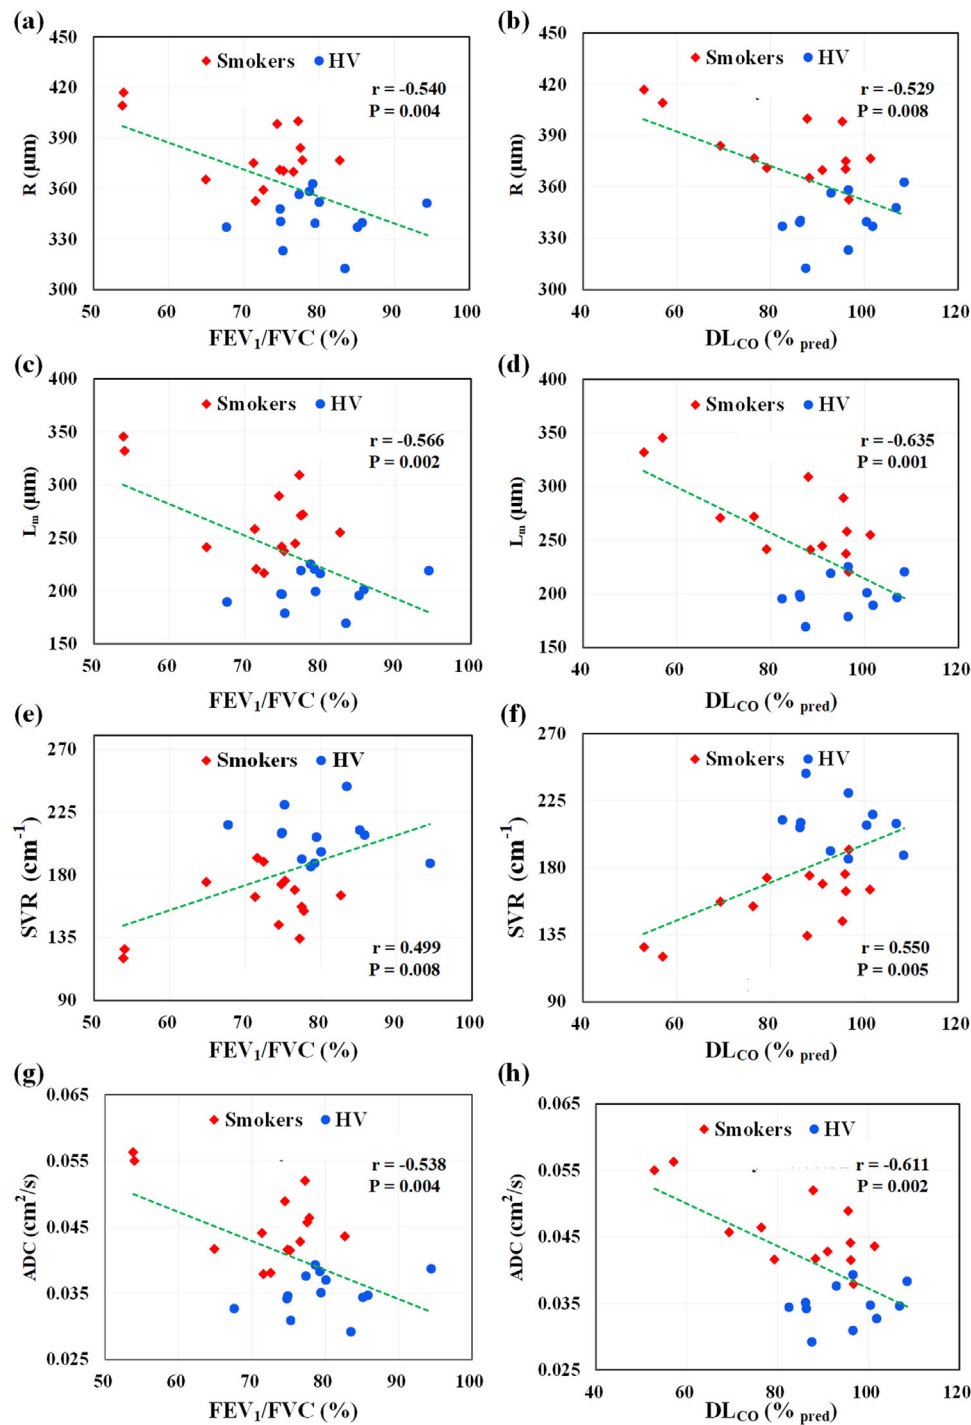 (a)
450
420
390
360
330
300
R (µm)
Smokers HV
r = -0.540
P = 0.004
50 60 70 80 90 100
FEV1/FVC (%)
(b)
450
420
390
360
330
300
R (µm)
Smokers HV
r = -0.529
P = 0.008
40 60 80 100 120
DLCO (% pred)
(c)
400
350
300
250
200
150
Lm (µm)
Smokers HV
r = -0.566
P = 0.002
50 60 70 80 90 100
FEV1/FVC (%)
(d)
400
350
300
250
200
150
Lm (µm)
Smokers HV
r = -0.635
P = 0.001
40 60 80 100 120
DLCO (% pred)
(e)
270
225
180
135
90
SVR (cm-1)
Smokers HV
r = 0.499
P = 0.008
50 60 70 80 90 100
FEV1/FVC (%)
(f)
270
225
180
135
90
SVR (cm-1)
Smokers HV
r = 0.550
P = 0.005
40 60 80 100 120
DLCO (% pred)
(g)
0.065
0.055
0.045
0.035
0.025
ADC (cm2/s)
Smokers HV
r = -0.538
P = 0.004
50 60 70 80 90 100
FEV1/FVC (%)
(h)
0.065
0.055
0.045
0.035
0.025
ADC (cm2/s)
Smokers HV
r = -0.611
P = 0.002
40 60 80 100 120
DLCO (% pred)